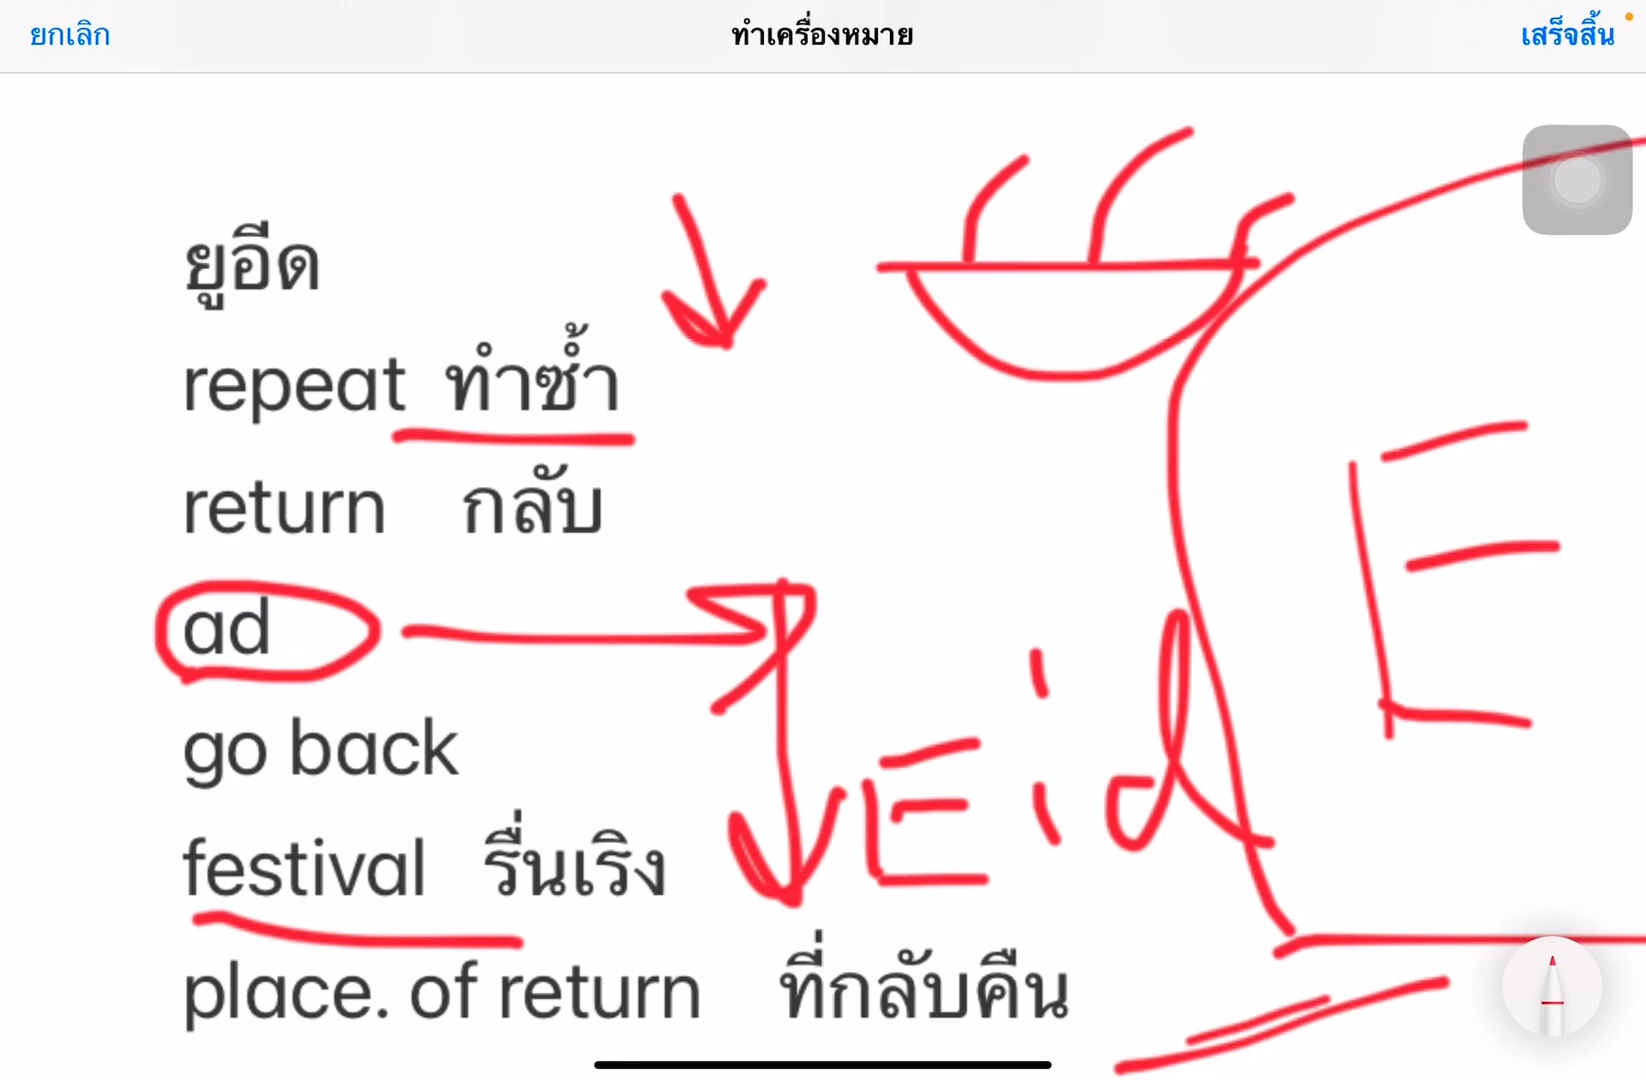 ยกเลิก ทำเครื่องหมาย เสร็จสิ้น
ยูอีด
repeat ทำซ้ำ
return กลับ
ad
go back
Eid
E
festival รื่นเริง
place. of return ที่กลับคืน